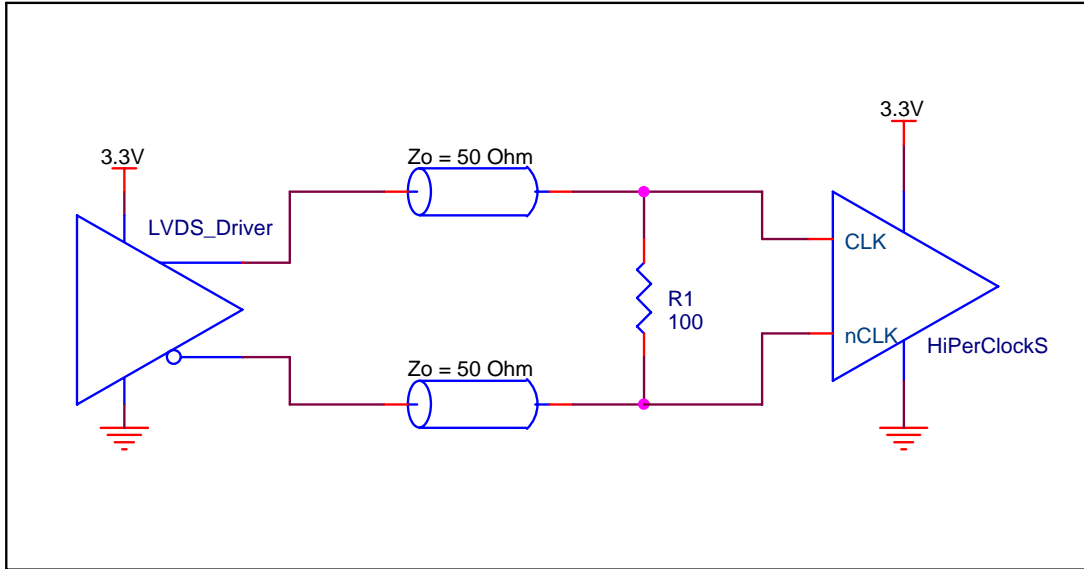 3.3V
Zo = 50 Ohm
3.3V
LVDS_Driver
CLK
R1
100
nCLK
HiPerClockS
Zo = 50 Ohm